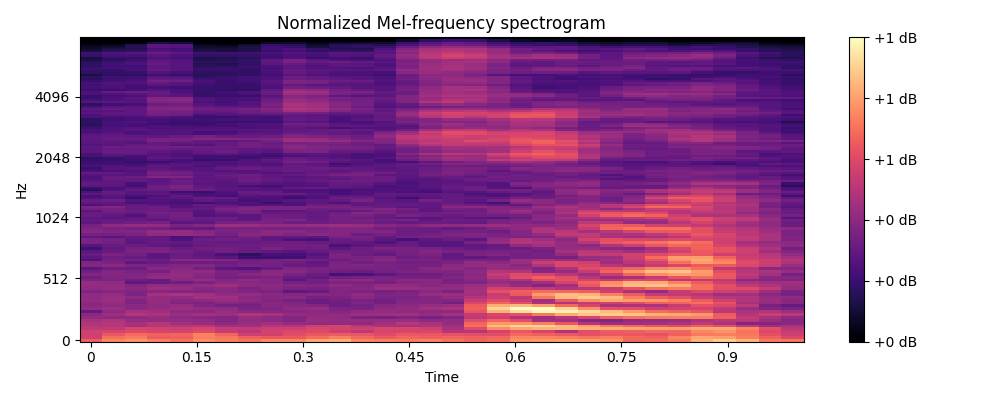 Normalized Mel-frequency spectrogram
Hz
4096
2048
1024
512
0
0 0.15 0.3 0.45 0.6 0.75 0.9
Time
+1 dB
+1 dB
+1 dB
+0 dB
+0 dB
+0 dB